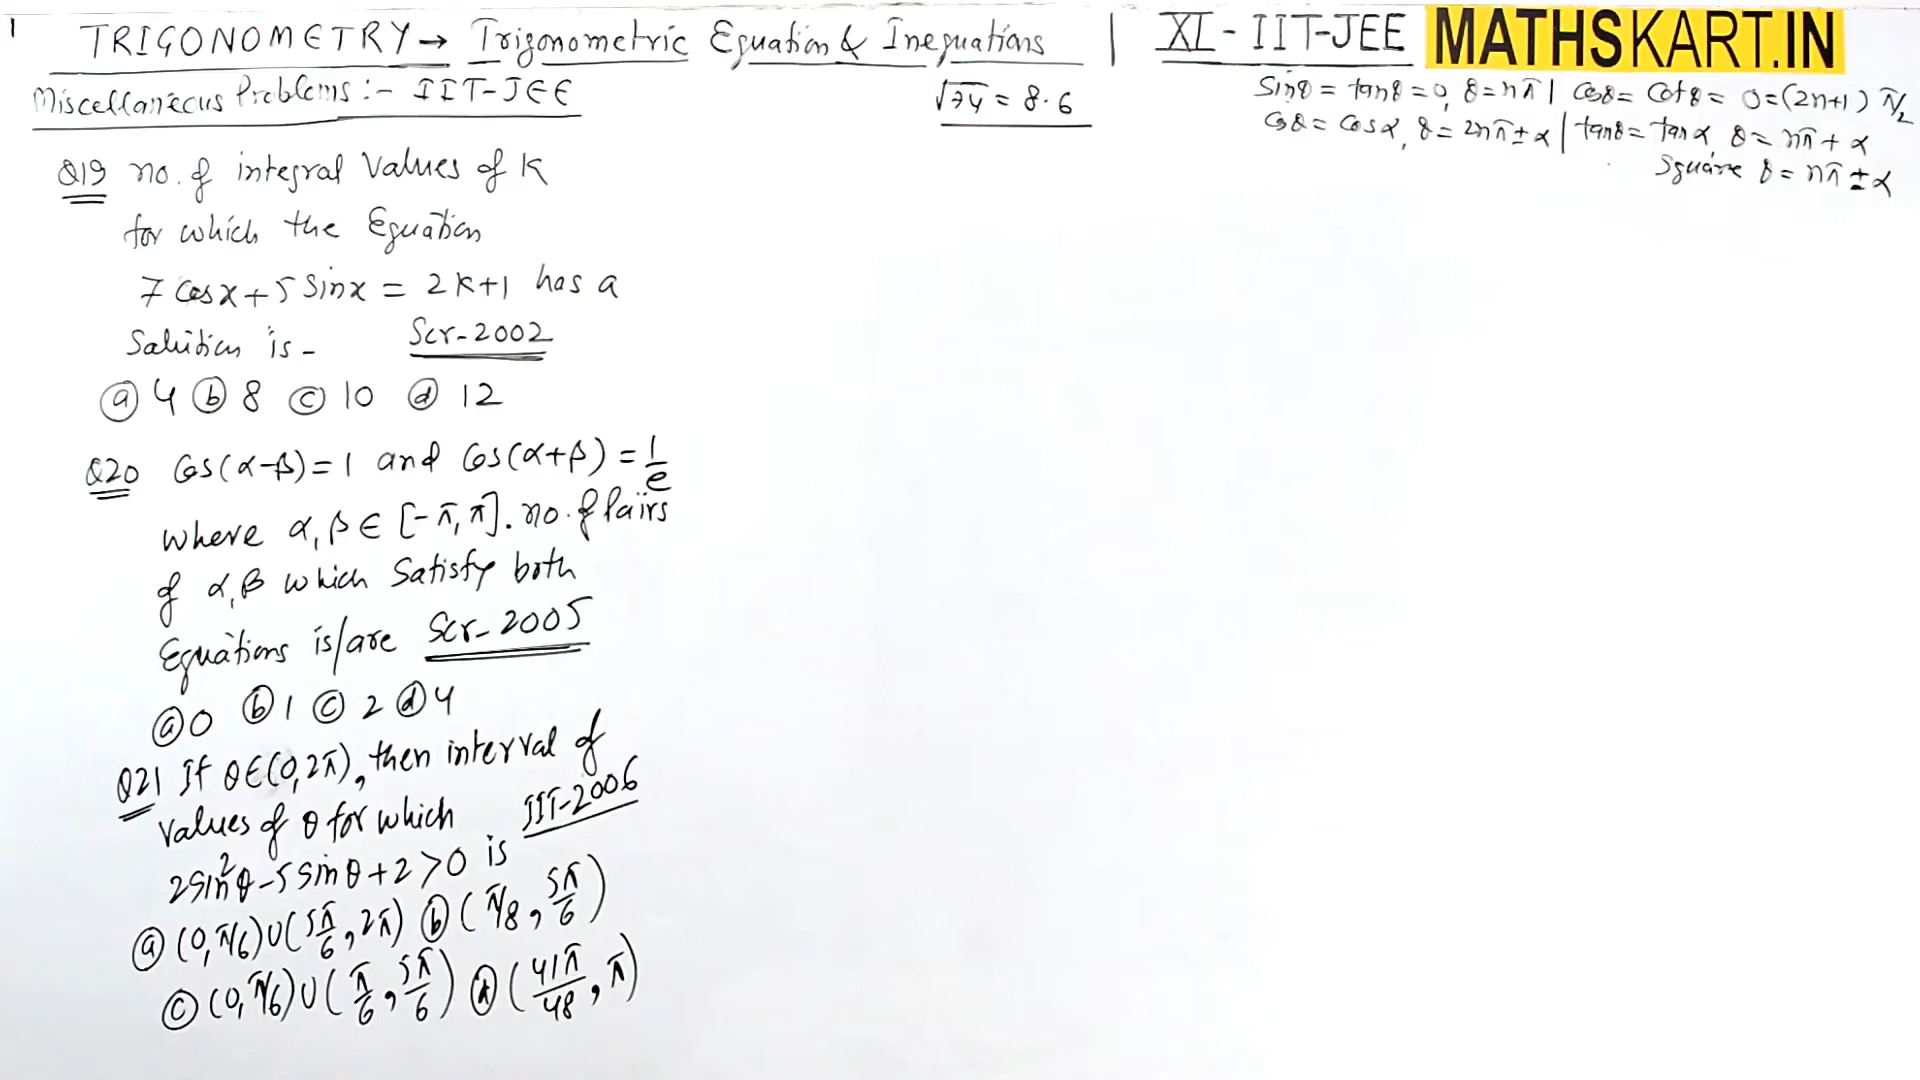 1
TRIGONOMETRY → Trigonometric Equation & Inequations | XI - IIT-JEE MATHSKART.IN
Miscellaneous Problems :- IIT-JEE
√74 = 8.6
Sinθ = tanθ = 0, θ = nπ | Cosθ = Cotθ = 0 = (2n+1) π/2
Cosθ = Cosα, θ = 2nπ ± α | tanθ = tanα, θ = nπ + α
Square θ = nπ ± α
Q19 no. of integral Values of K
for which the Equation
7 Cosx + 5 Sinx = 2K+1 has a
Solution is - Scr-2002
(a) 4 (b) 8 (c) 10 (d) 12
Q20 Cos(α-β) = 1 and Cos(α+β) = 1/e
where α, β ∈ [-π, π]. no. of Pairs
of α, β which Satisfy both
Equations is/are Scr-2005
(a) 0 (b) 1 (c) 2 (d) 4
Q21 If θ ∈ (0, 2π), then interval of
Values of θ for which IIT-2006
2Sin²θ - 5 Sinθ + 2 > 0 is
(a) (0, π/6) ∪ (5π/6, 2π) (b) (π/8, 5π/6)
(c) (0, π/6) ∪ (π/6, 5π/6) (d) (41π/48, π)